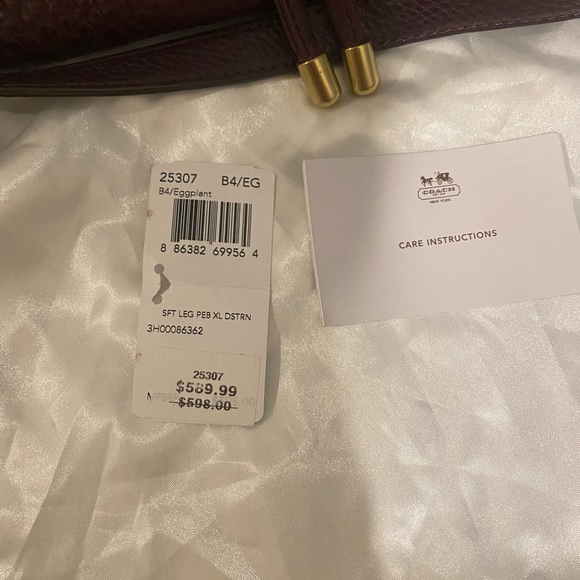 25307 B4/EG
B4/Eggplant
8 86382 69956 4
SFT LEG PEB XL DSTRN
3H00086362
25307
$589.99
$598.00
COACH
NEW YORK
CARE INSTRUCTIONS